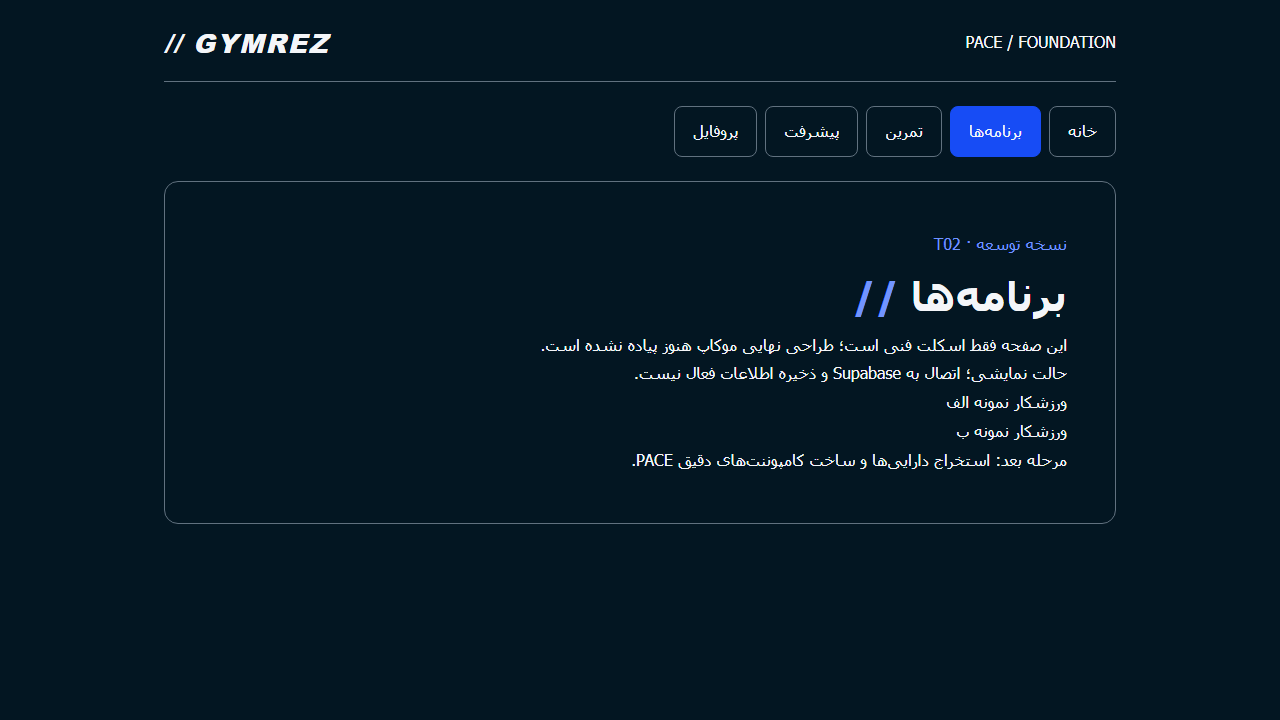 // GYMREZ
PACE / FOUNDATION
خانه
برنامه‌ها
تمرین
پیشرفت
پروفایل
نسخه توسعه · T02
برنامه‌ها //
این صفحه فقط اسکلت فنی است؛ طراحی نهایی موکاپ هنوز پیاده نشده است.
حالت نمایشی؛ اتصال به Supabase و ذخیره اطلاعات فعال نیست.
ورزشکار نمونه الف
ورزشکار نمونه ب
مرحله بعد: استخراج دارایی‌ها و ساخت کامپوننت‌های دقیق PACE.